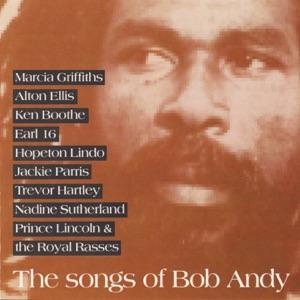 Marcia Griffiths
Alton Ellis
Ken Boothe
Earl 16
Hopeton Lindo
Jackie Parris
Trevor Hartley
Nadine Sutherland
Prince Lincoln &
the Royal Rasses
The songs of Bob Andy